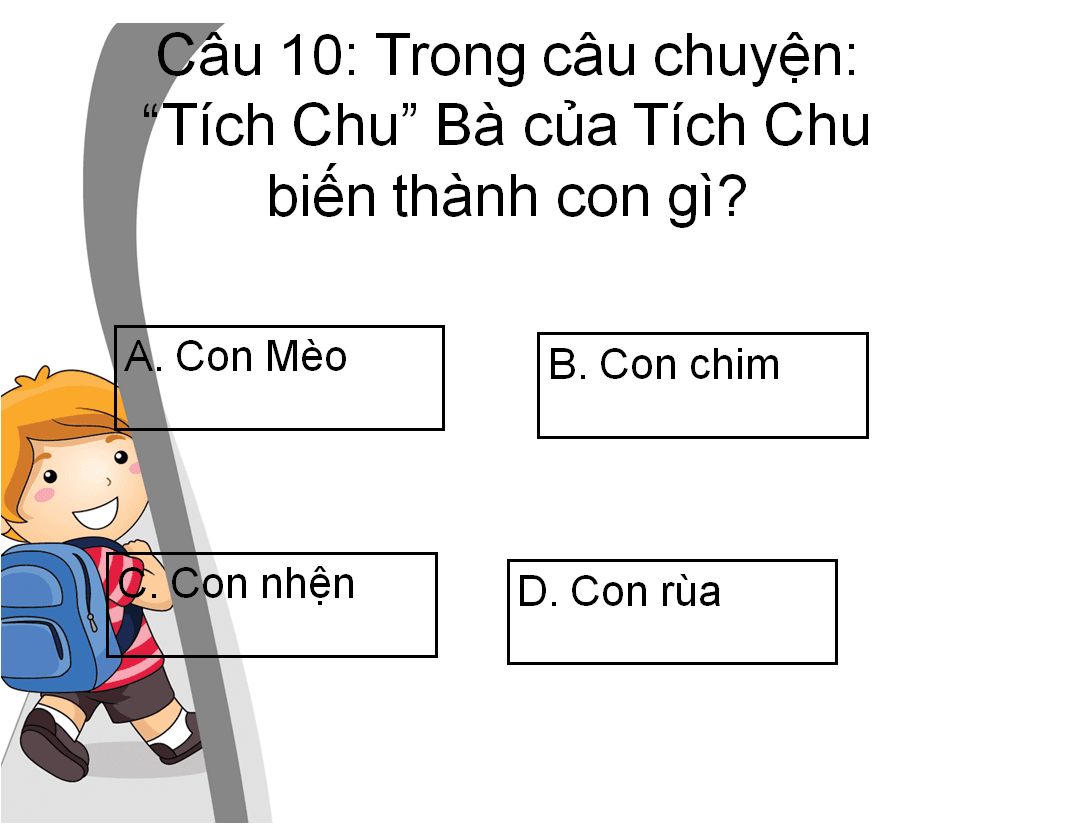 Câu 10: Trong câu chuyện:
“Tích Chu” Bà của Tích Chu
biến thành con gì?
A. Con Mèo
B. Con chim
C. Con nhện
D. Con rùa